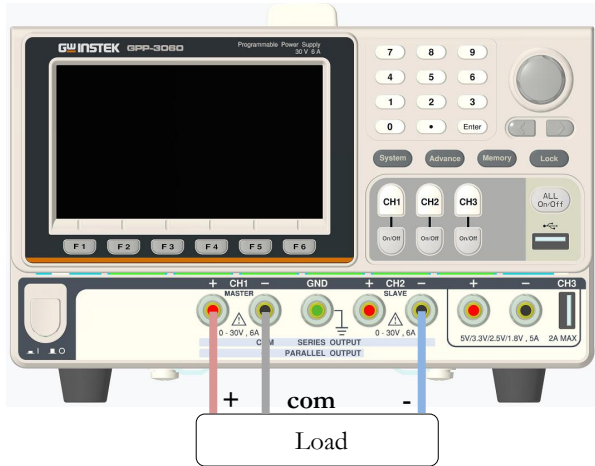 GW INSTEK GPP-3060
Programmable Power Supply
30 V 6 A
7 8 9
4 5 6
1 2 3
0 • Enter
System Advance Memory Lock
CH1 CH2 CH3
On/Off On/Off On/Off
ALL
On/Off
F 1 F 2 F 3 F 4 F 5 F 6
+ CH1 − GND + CH2 − + − CH3
MASTER SLAVE
0 - 30V , 6A 0 - 30V , 6A 5V/3.3V/2.5V/1.8V , 5A 2A MAX
COM SERIES OUTPUT
PARALLEL OUTPUT
I O
+ com -
Load